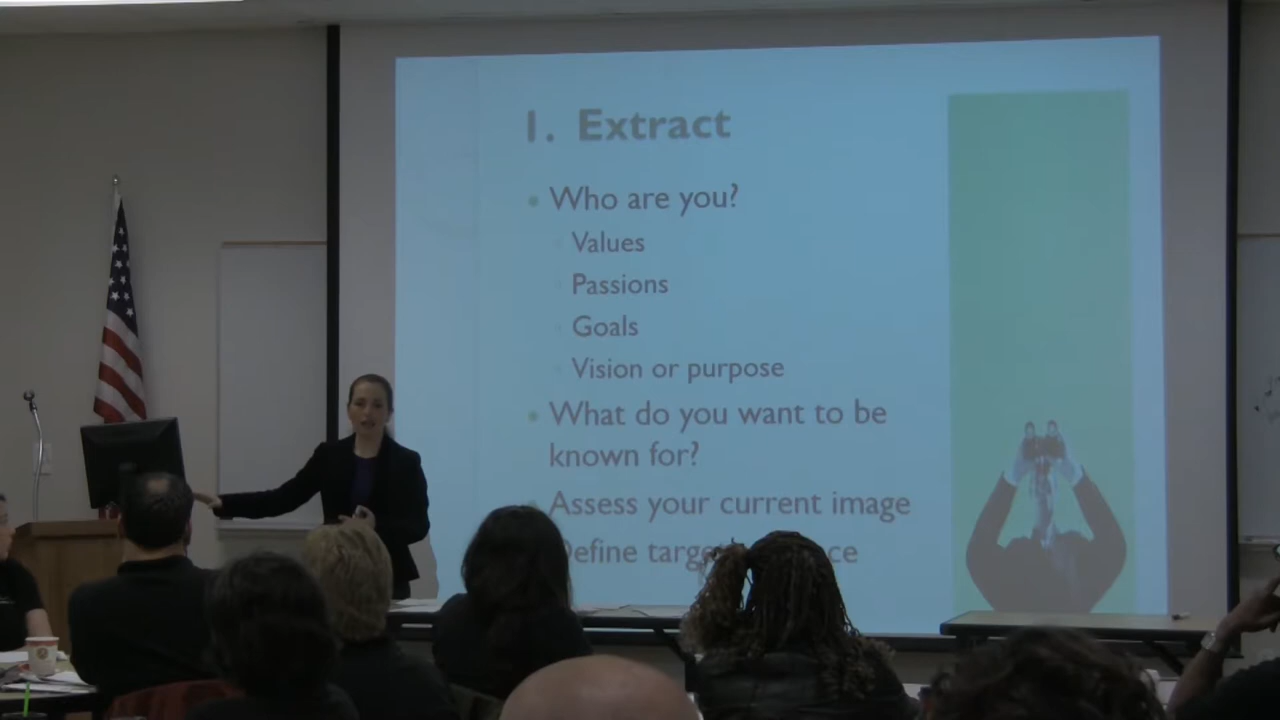 1. Extract
Who are you?
Values
Passions
Goals
Vision or purpose
What do you want to be
known for?
Assess your current image
Define